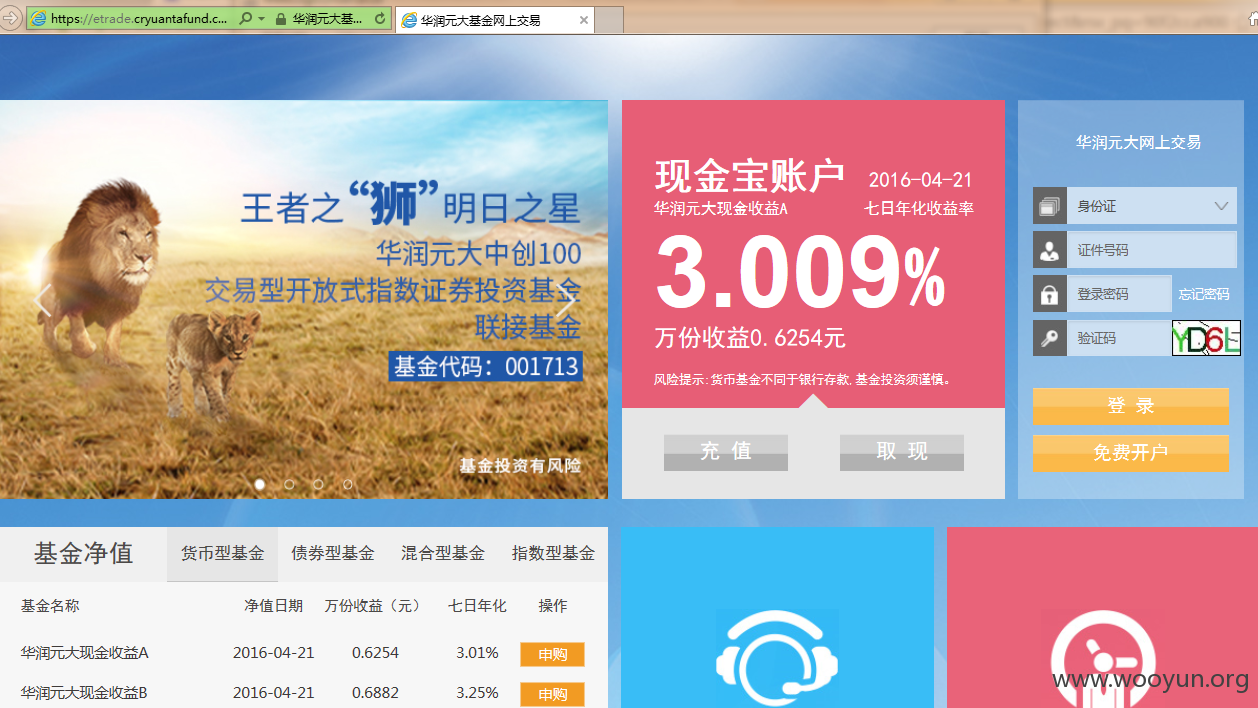 https://etrade.cryuantafund.c...
华润元大基...
华润元大基金网上交易
王者之“狮”明日之星
华润元大中创100
交易型开放式指数证券投资基金
联接基金
基金代码：001713
基金投资有风险
现金宝账户 2016-04-21
华润元大现金收益A 七日年化收益率
3.009%
万份收益0.6254元
风险提示:货币基金不同于银行存款,基金投资须谨慎。
充 值 取 现
华润元大网上交易
身份证
证件号码
登录密码 忘记密码
验证码 YD6E
登 录
免费开户
基金净值 货币型基金 债券型基金 混合型基金 指数型基金
基金名称 净值日期 万份收益（元） 七日年化 操作
华润元大现金收益A 2016-04-21 0.6254 3.01% 申购
华润元大现金收益B 2016-04-21 0.6882 3.25% 申购
www.wooyun.org